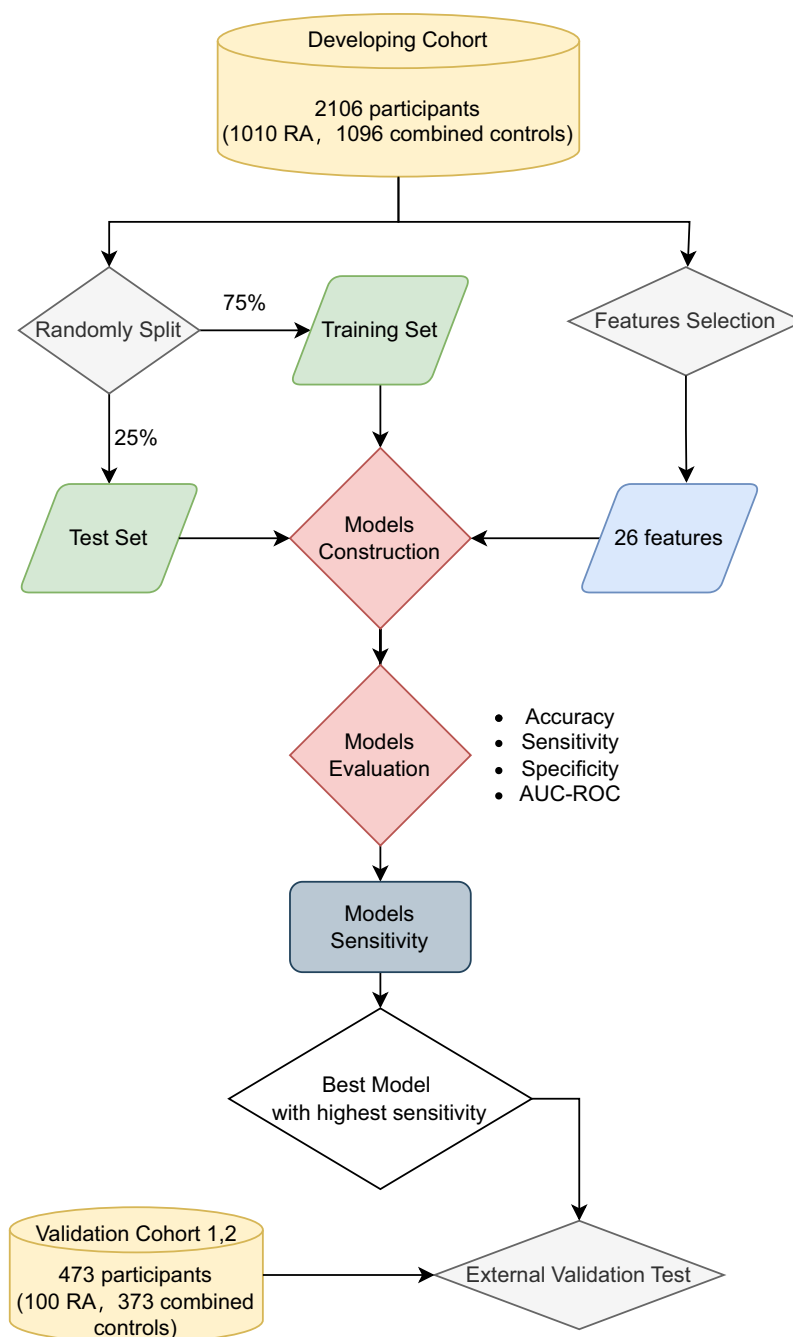 Developing Cohort
2106 participants
(1010 RA，1096 combined controls)
Randomly Split
75%
Training Set
Features Selection
25%
Test Set
Models
Construction
26 features
Models
Evaluation
• Accuracy
• Sensitivity
• Specificity
• AUC-ROC
Models
Sensitivity
Best Model
with highest sensitivity
Validation Cohort 1,2
473 participants
(100 RA，373 combined
controls)
External Validation Test